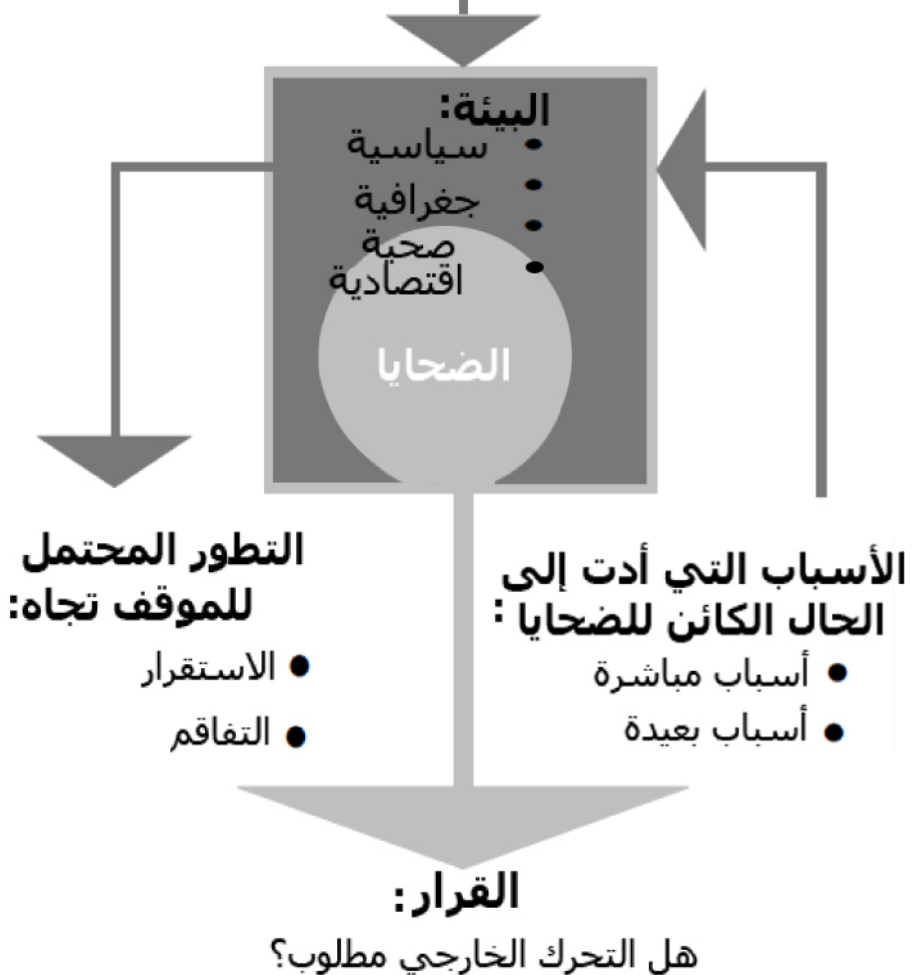 البيئة:
• سياسية
• جغرافية
• صحية
• اقتصادية
الضحايا
الأسباب التي أدت إلى
الحال الكائن للضحايا :
• أسباب مباشرة
• أسباب بعيدة
التطور المحتمل
للموقف تجاه:
• الاستقرار
• التفاقم
القرار :
هل التحرك الخارجي مطلوب؟